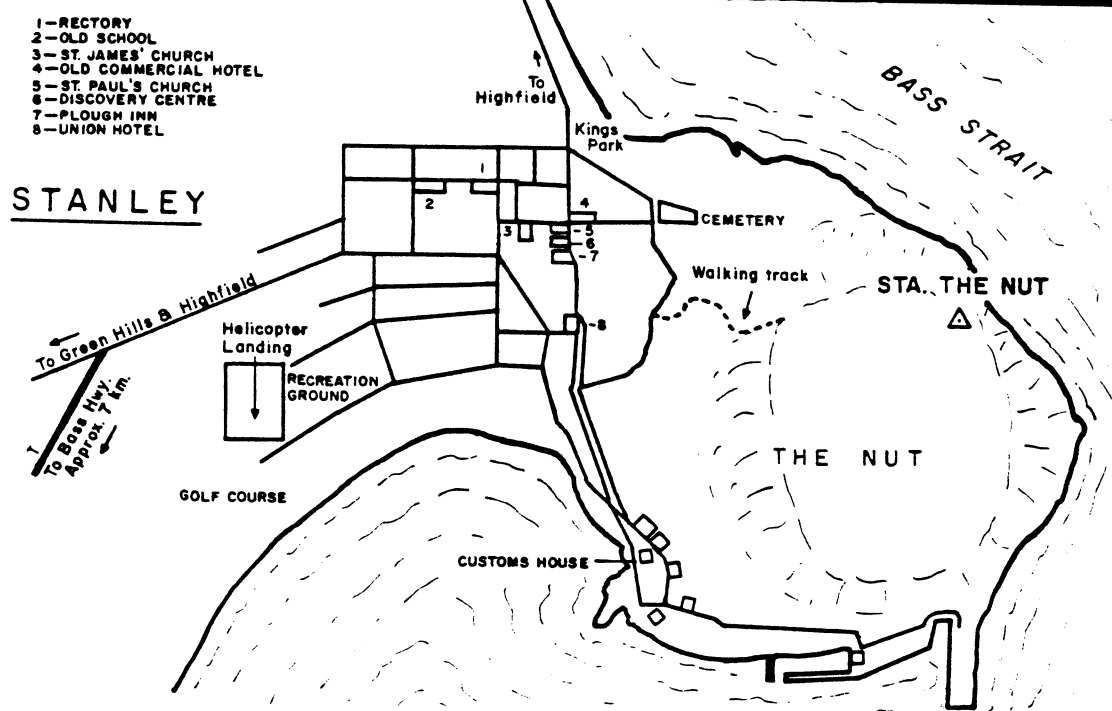 1-RECTORY
2-OLD SCHOOL
3-ST. JAMES' CHURCH
4-OLD COMMERCIAL HOTEL
5-ST. PAUL'S CHURCH
6-DISCOVERY CENTRE
7-PLOUGH INN
8-UNION HOTEL
STANLEY
To
Highfield
Kings
Park
BASS STRAIT
1
2
3
4
-5
-6
-7
-8
CEMETERY
Walking track
STA. THE NUT
To Green Hills & Highfield
Helicopter
Landing
RECREATION
GROUND
To Bass Hwy.
Approx. 7 km.
THE NUT
GOLF COURSE
CUSTOMS HOUSE